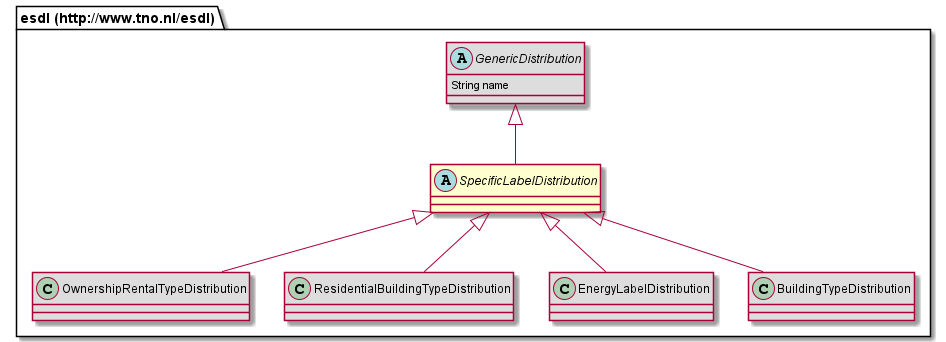 esdl (http://www.tno.nl/esdl)
A GenericDistribution
String name
A SpecificLabelDistribution
C OwnershipRentalTypeDistribution
C ResidentialBuildingTypeDistribution
C EnergyLabelDistribution
C BuildingTypeDistribution